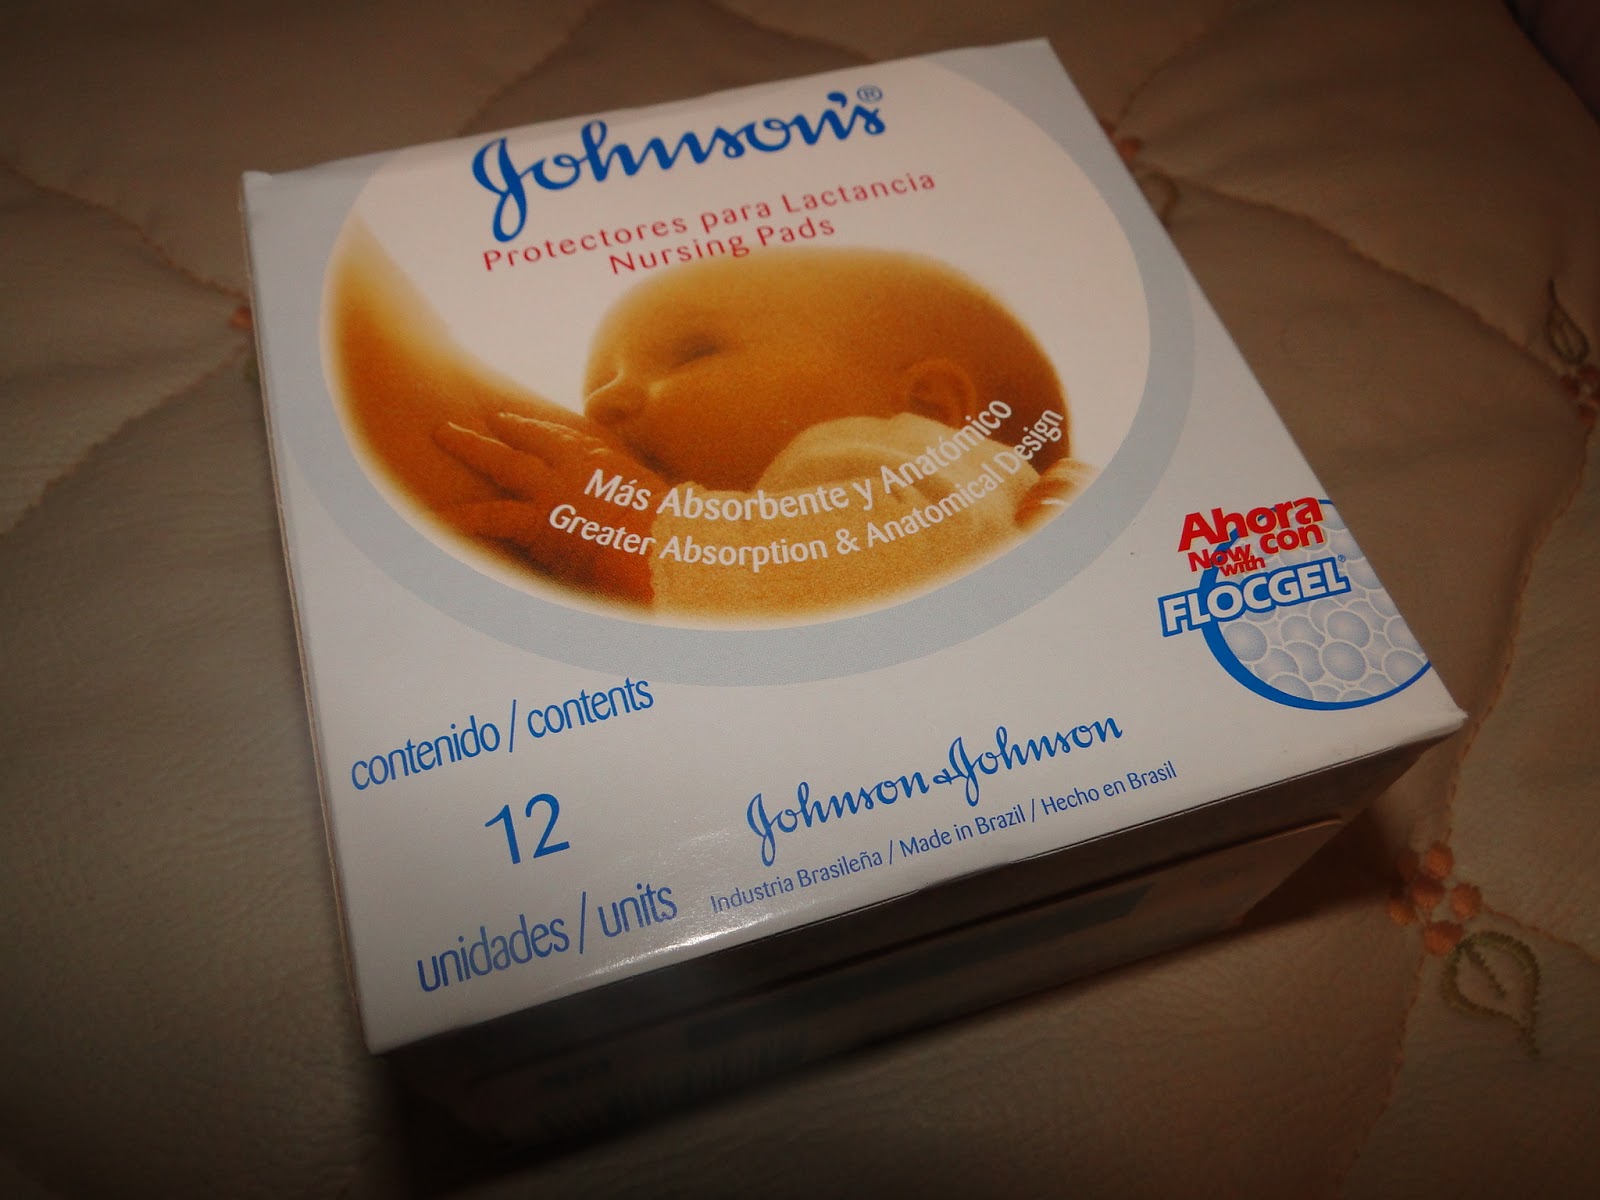 Johnson's®
Protectores para Lactancia
Nursing Pads
Más Absorbente y Anatómico
Greater Absorption & Anatomical Design
Ahora con
Now with
FLOCGEL®
contenido / contents
12
unidades / units
Johnson & Johnson
Industria Brasileña / Made in Brazil / Hecho en Brasil